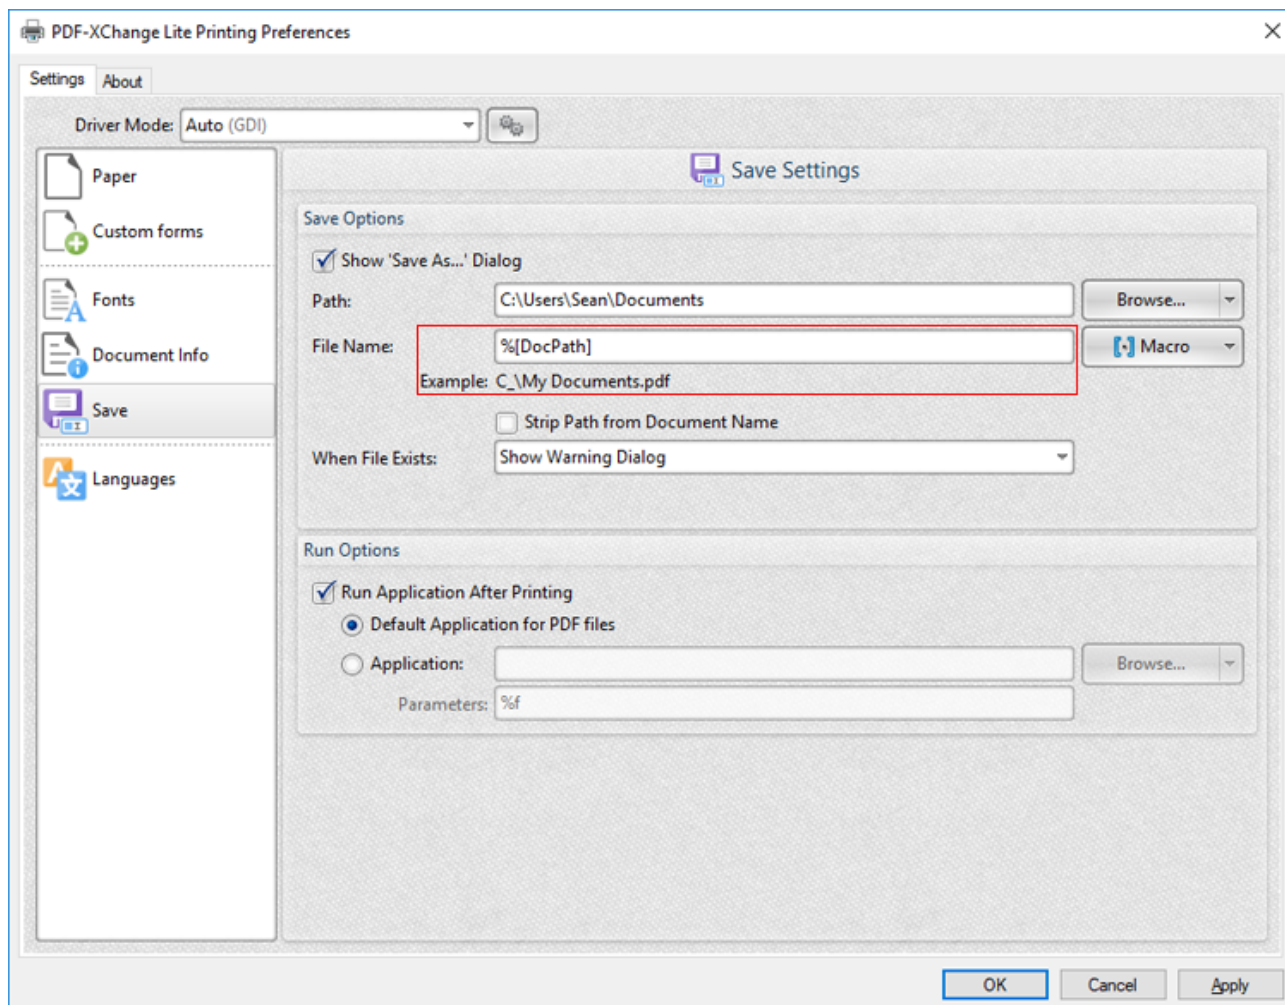 PDF-XChange Lite Printing Preferences
Settings About
Driver Mode: Auto (GDI)
Paper
Custom forms
Fonts
Document Info
Save
Languages
Save Settings
Save Options
Show 'Save As...' Dialog
Path: C:\Users\Sean\Documents Browse...
File Name: %[DocPath] Macro
Example: C_\My Documents.pdf
Strip Path from Document Name
When File Exists: Show Warning Dialog
Run Options
Run Application After Printing
Default Application for PDF files
Application: Browse...
Parameters: %f
OK Cancel Apply